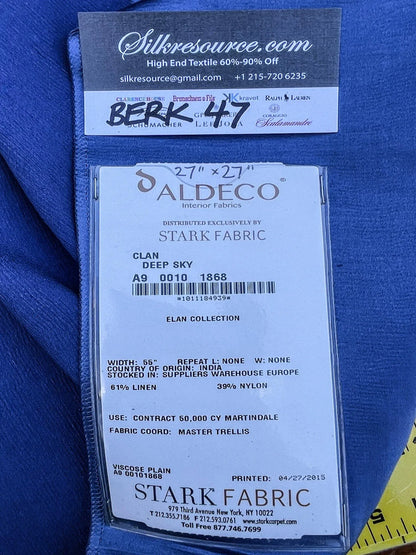 Silkresource.com
High End Textile 60%-90% Off
silkresource@gmail.com +1 215-720 6235
Brunschwig & Fils kravet RALPH LAUREN
BERK 47
SCHUMACHER LEE JOFA Scalamandre
27" x 27"
ALDECO®
Interior Fabrics
DISTRIBUTED EXCLUSIVELY BY
STARK FABRIC
CLAN
DEEP SKY
A9 0010 1868
*1011184939*
ELAN COLLECTION
WIDTH: 55" REPEAT L: NONE W: NONE
COUNTRY OF ORIGIN: INDIA
STOCKED IN: SUPPLIERS WAREHOUSE EUROPE
61% LINEN 39% NYLON
USE: CONTRACT 50,000 CY MARTINDALE
FABRIC COORD: MASTER TRELLIS
VISCOSE PLAIN
A9 00101868 PRINTED: 04/27/2015
STARK FABRIC
979 Third Avenue New York, NY 10022
T 212.355.7186 F 212.593.0761 www.starkcarpet.com
Toll Free 877.746.7699